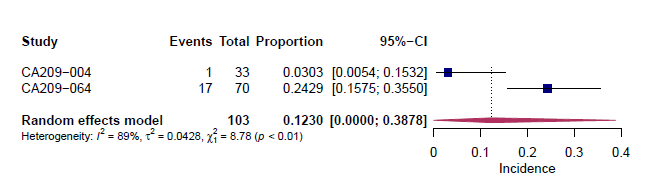 Study Events Total Proportion 95%−CI
CA209−004 1 33 0.0303 [0.0054; 0.1532]
CA209−064 17 70 0.2429 [0.1575; 0.3550]
Random effects model 103 0.1230 [0.0000; 0.3878]
Heterogeneity: I² = 89%, τ² = 0.0428, χ²₁ = 8.78 (p < 0.01)
0 0.1 0.2 0.3 0.4
Incidence